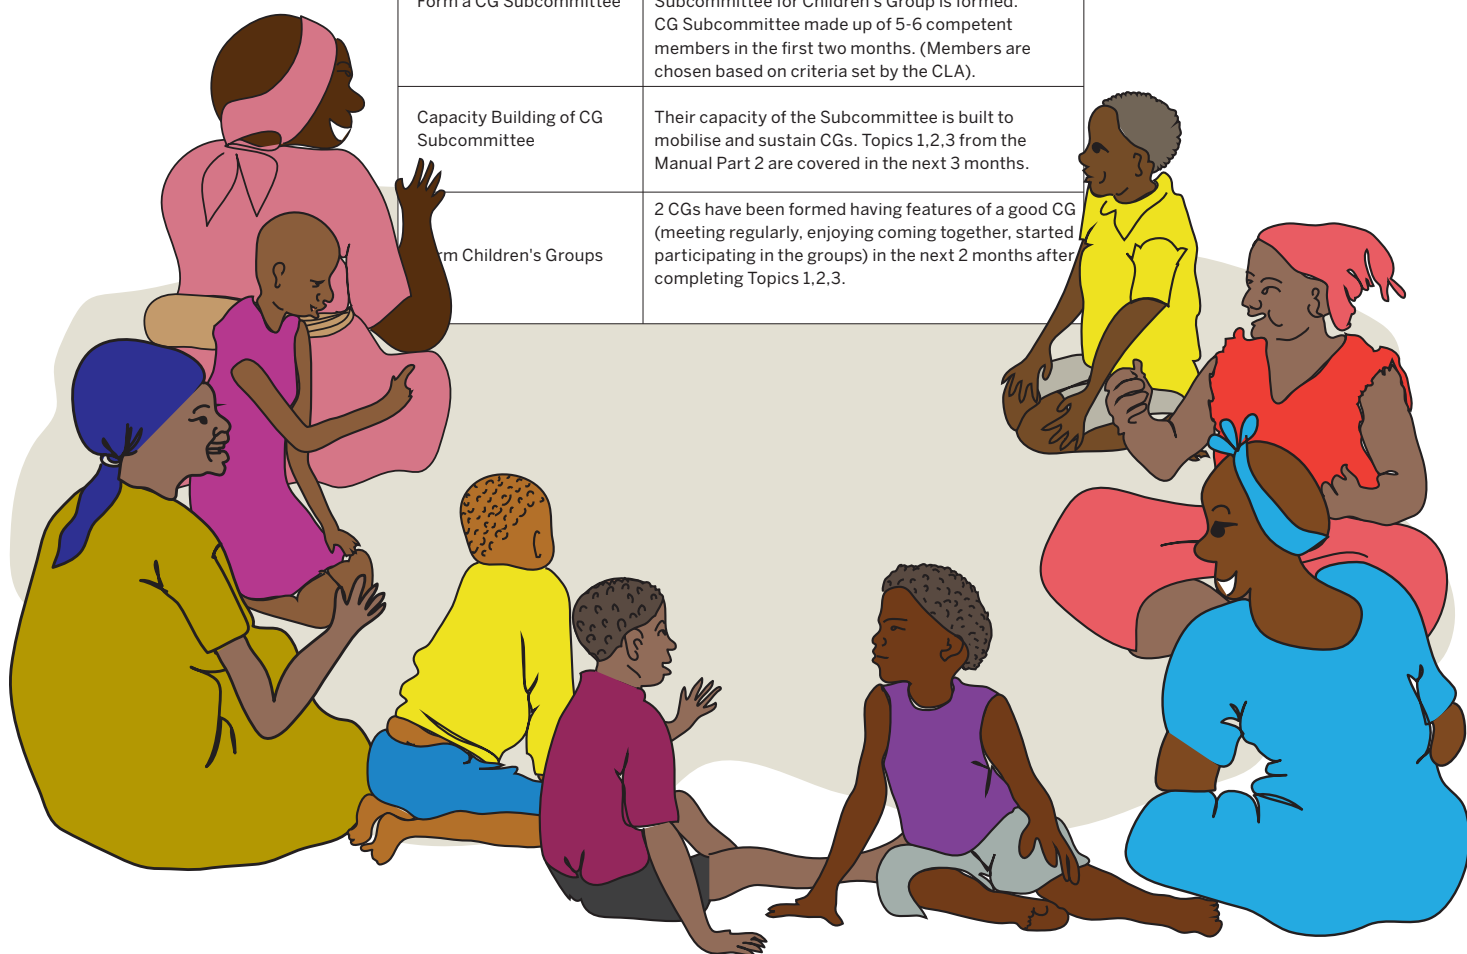 Form a CG Subcommittee
Subcommittee for Children's Group is formed.
CG Subcommittee made up of 5-6 competent
members in the first two months. (Members are
chosen based on criteria set by the CLA).
Capacity Building of CG
Subcommittee
Their capacity of the Subcommittee is built to
mobilise and sustain CGs. Topics 1,2,3 from the
Manual Part 2 are covered in the next 3 months.
rm Children's Groups
2 CGs have been formed having features of a good CG
(meeting regularly, enjoying coming together, started
participating in the groups) in the next 2 months after
completing Topics 1,2,3.